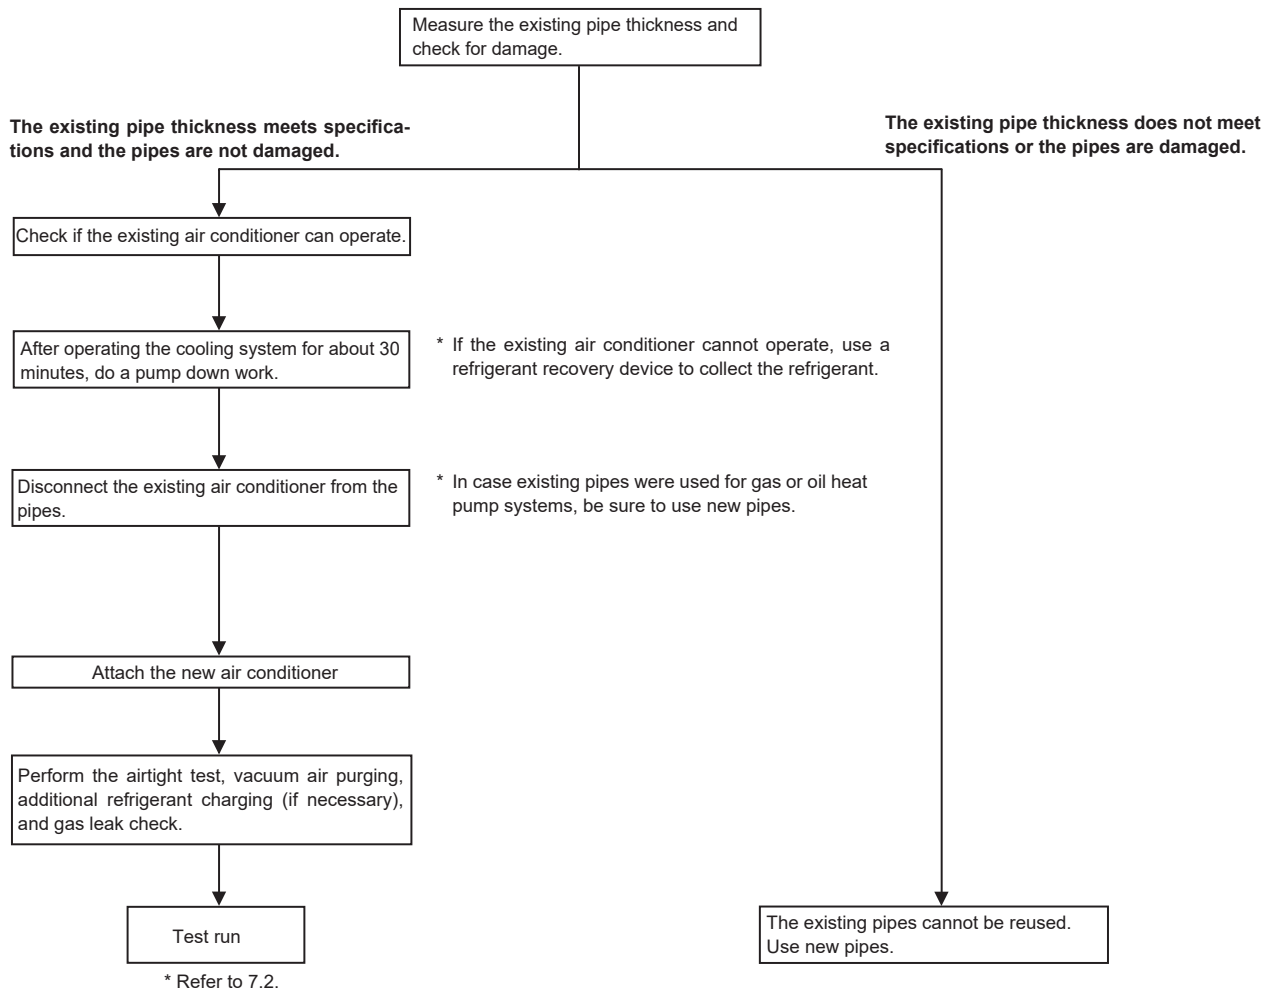 Measure the existing pipe thickness and
check for damage.
The existing pipe thickness meets specifica-
tions and the pipes are not damaged.
The existing pipe thickness does not meet
specifications or the pipes are damaged.
Check if the existing air conditioner can operate.
After operating the cooling system for about 30
minutes, do a pump down work.
* If the existing air conditioner cannot operate, use a
refrigerant recovery device to collect the refrigerant.
Disconnect the existing air conditioner from the
pipes.
* In case existing pipes were used for gas or oil heat
pump systems, be sure to use new pipes.
Attach the new air conditioner
Perform the airtight test, vacuum air purging,
additional refrigerant charging (if necessary),
and gas leak check.
Test run
* Refer to 7.2.
The existing pipes cannot be reused.
Use new pipes.